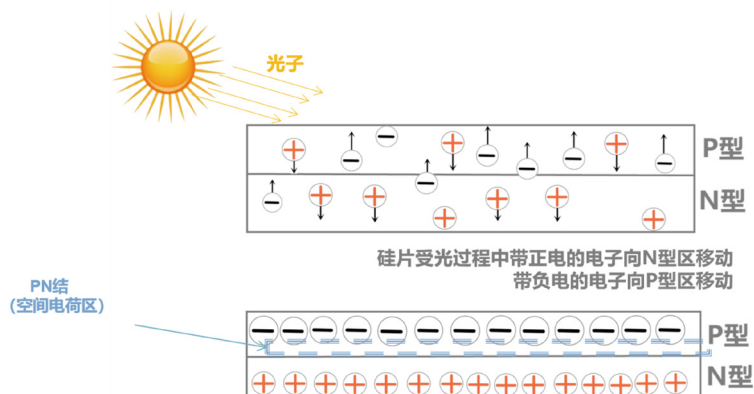 光子
P型
N型
硅片受光过程中带正电的电子向N型区移动
带负电的电子向P型区移动
PN结
（空间电荷区）
P型
N型